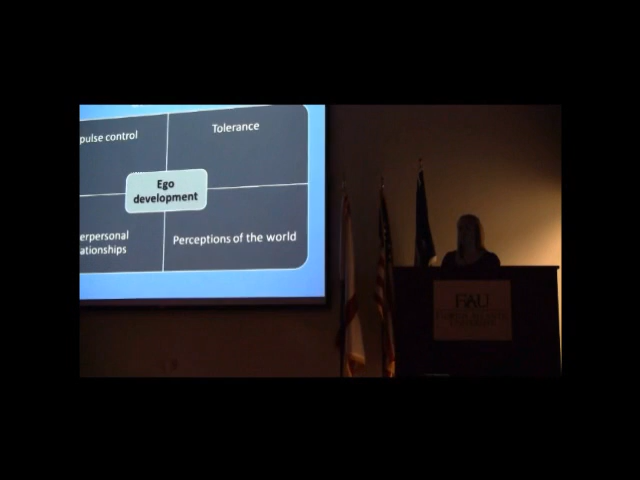 pulse control
Tolerance
Ego
development
erpersonal
ationships
Perceptions of the world
FAU